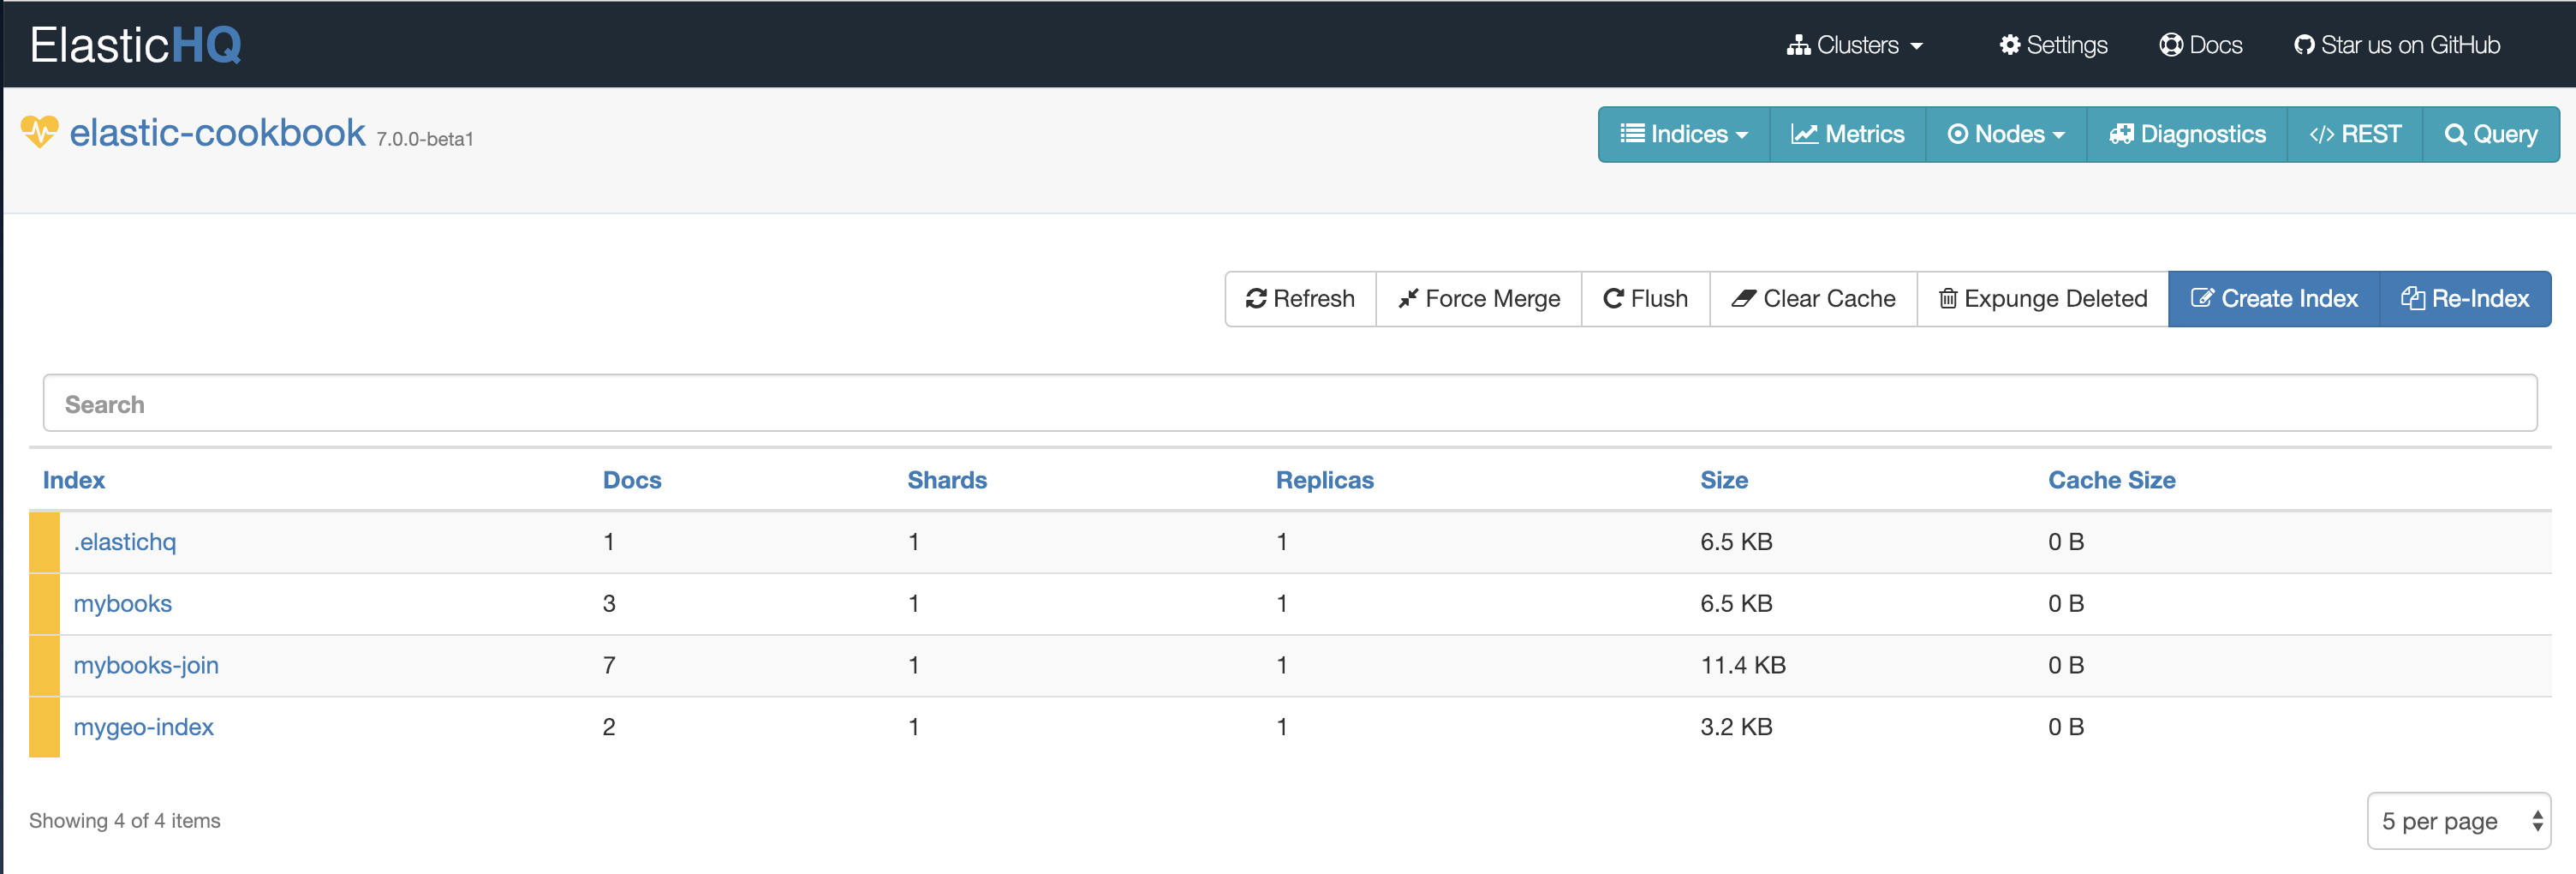 ElasticHQ Clusters Settings Docs Star us on GitHub
elastic-cookbook 7.0.0-beta1 Indices Metrics Nodes Diagnostics </> REST Query
Refresh Force Merge Flush Clear Cache Expunge Deleted Create Index Re-Index
Search
Index Docs Shards Replicas Size Cache Size
.elastichq 1 1 1 6.5 KB 0 B
mybooks 3 1 1 6.5 KB 0 B
mybooks-join 7 1 1 11.4 KB 0 B
mygeo-index 2 1 1 3.2 KB 0 B
Showing 4 of 4 items 5 per page